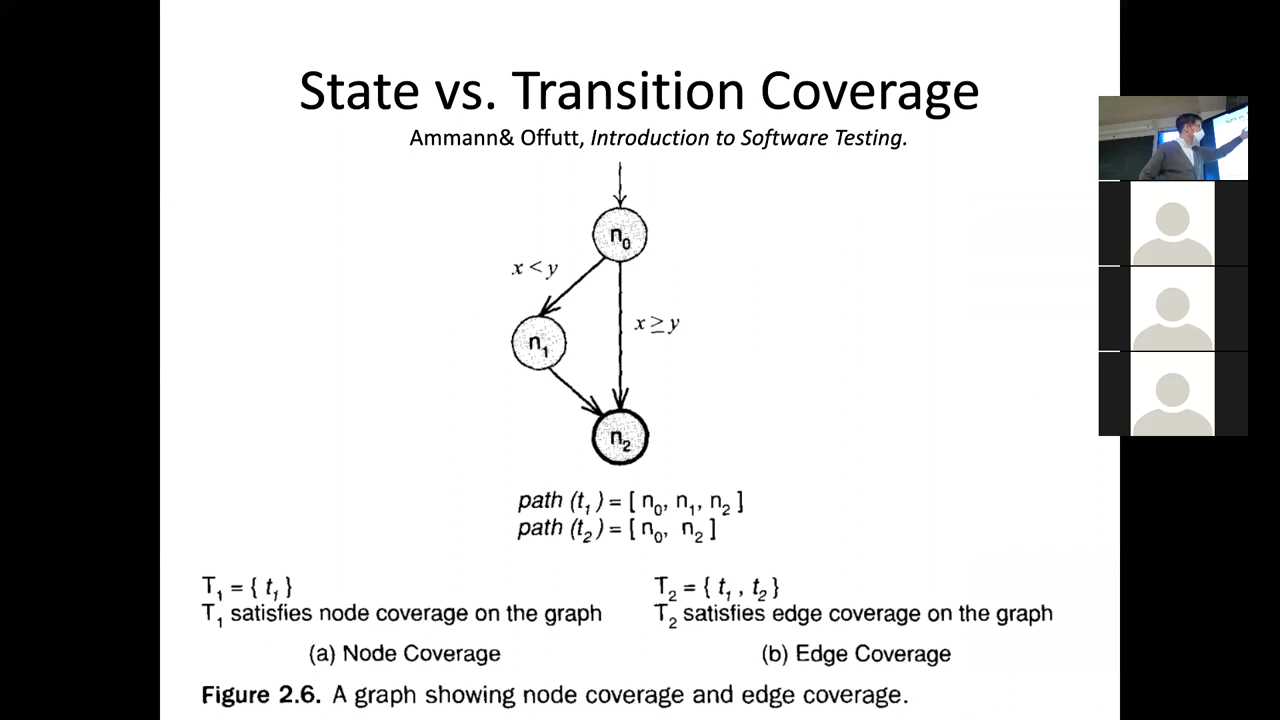 State vs. Transition Coverage
Ammann& Offutt, Introduction to Software Testing.
n₀
x < y
x ≥ y
n₁
n₂
path (t₁ ) = [ n₀, n₁, n₂ ]
path (t₂ ) = [ n₀, n₂ ]
T₁ = { t₁ }
T₁ satisfies node coverage on the graph
(a) Node Coverage
T₂ = { t₁ , t₂ }
T₂ satisfies edge coverage on the graph
(b) Edge Coverage
Figure 2.6. A graph showing node coverage and edge coverage.